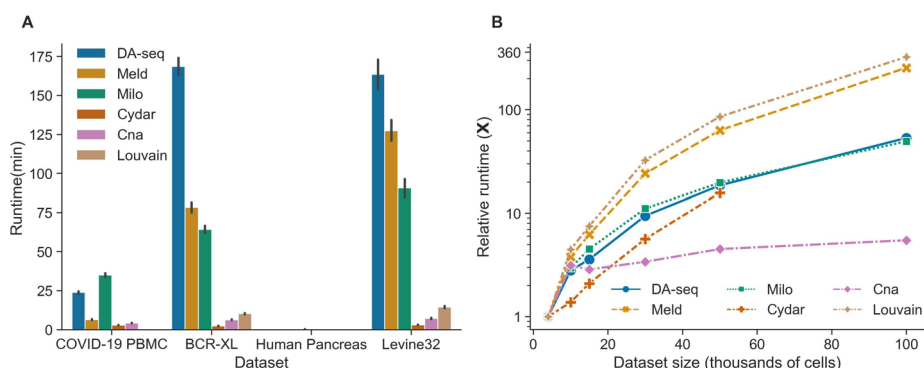 A
Runtime(min)
175
150
125
100
75
50
25
0
DA-seq
Meld
Milo
Cydar
Cna
Louvain
COVID-19 PBMC BCR-XL Human Pancreas Levine32
Dataset
B
Relative runtime (X)
360
100
10
1
DA-seq Milo Cna
Meld Cydar Louvain
0 20 40 60 80 100
Dataset size (thousands of cells)